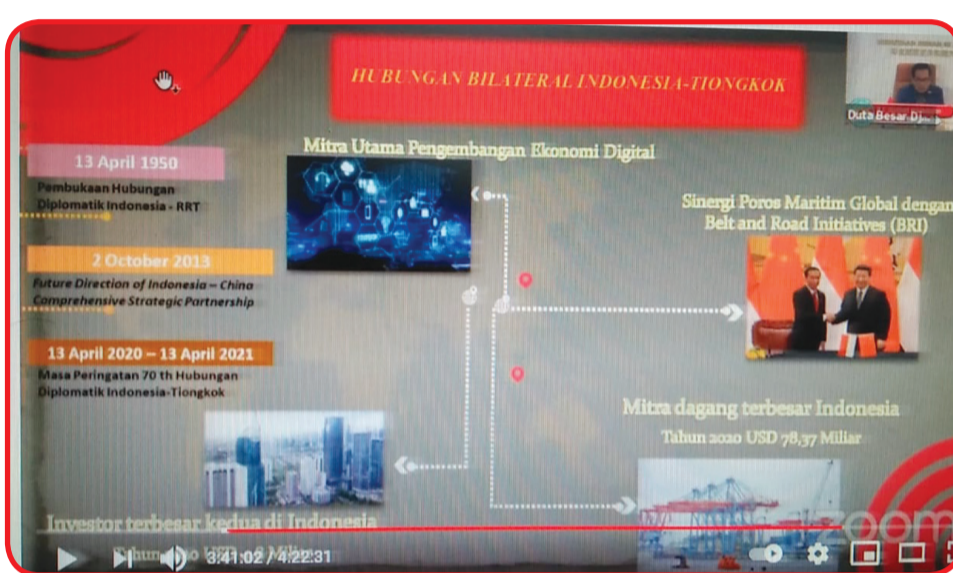 HUBUNGAN BILATERAL INDONESIA-TIONGKOK
Duta Besar Dj...
13 April 1950
Pembukaan Hubungan
Diplomatik Indonesia - RRT
2 October 2013
Future Direction of Indonesia – China
Comprehensive Strategic Partnership
13 April 2020 – 13 April 2021
Masa Peringatan 70 th Hubungan
Diplomatik Indonesia-Tiongkok
Mitra Utama Pengembangan Ekonomi Digital
Sinergi Poros Maritim Global dengan
Belt and Road Initiatives (BRI)
Mitra dagang terbesar Indonesia
Tahun 2020 USD 78,37 Miliar
Investor terbesar kedua di Indonesia
Tahun
zoom
3:41:02 / 4:22:31